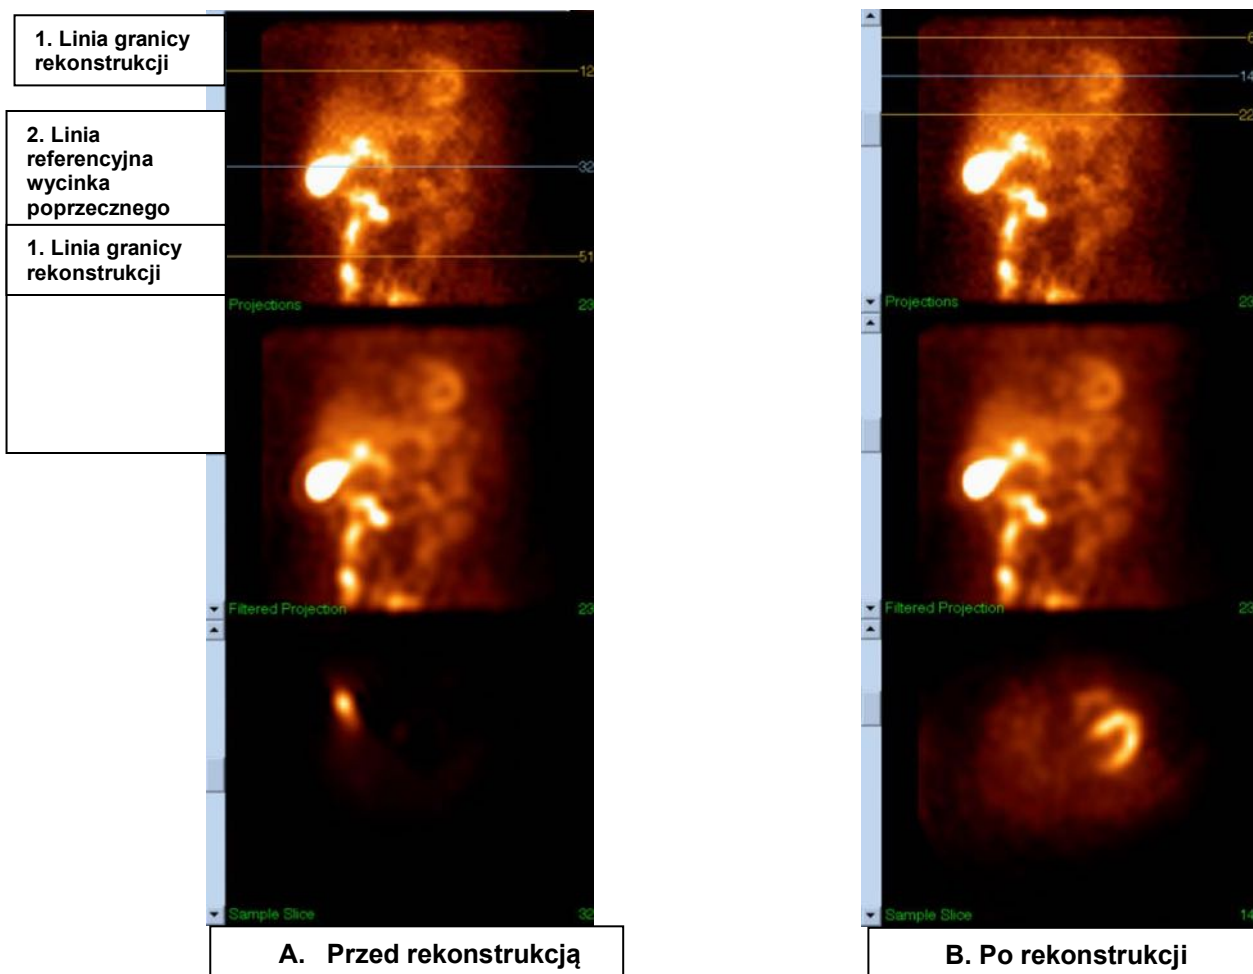 1. Linia granicy
rekonstrukcji
2. Linia
referencyjna
wycinka
poprzecznego
1. Linia granicy
rekonstrukcji
12
32
51
Projections
23
Filtered Projection
23
Sample Slice
32
A. Przed rekonstrukcją
6
14
22
Projections
23
Filtered Projection
23
Sample Slice
14
B. Po rekonstrukcji